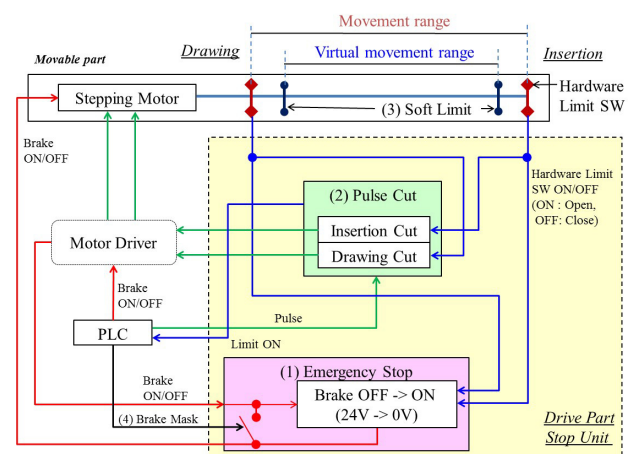 Movement range
Movable part
Drawing
Virtual movement range
Insertion
Stepping Motor
(3) Soft Limit
Hardware
Limit SW
Brake
ON/OFF
Hardware Limit
SW ON/OFF
(ON : Open,
OFF: Close)
(2) Pulse Cut
Insertion Cut
Drawing Cut
Motor Driver
Brake
ON/OFF
Pulse
PLC
Limit ON
(1) Emergency Stop
Brake
ON/OFF
Brake OFF -> ON
(24V -> 0V)
(4) Brake Mask
Drive Part
Stop Unit